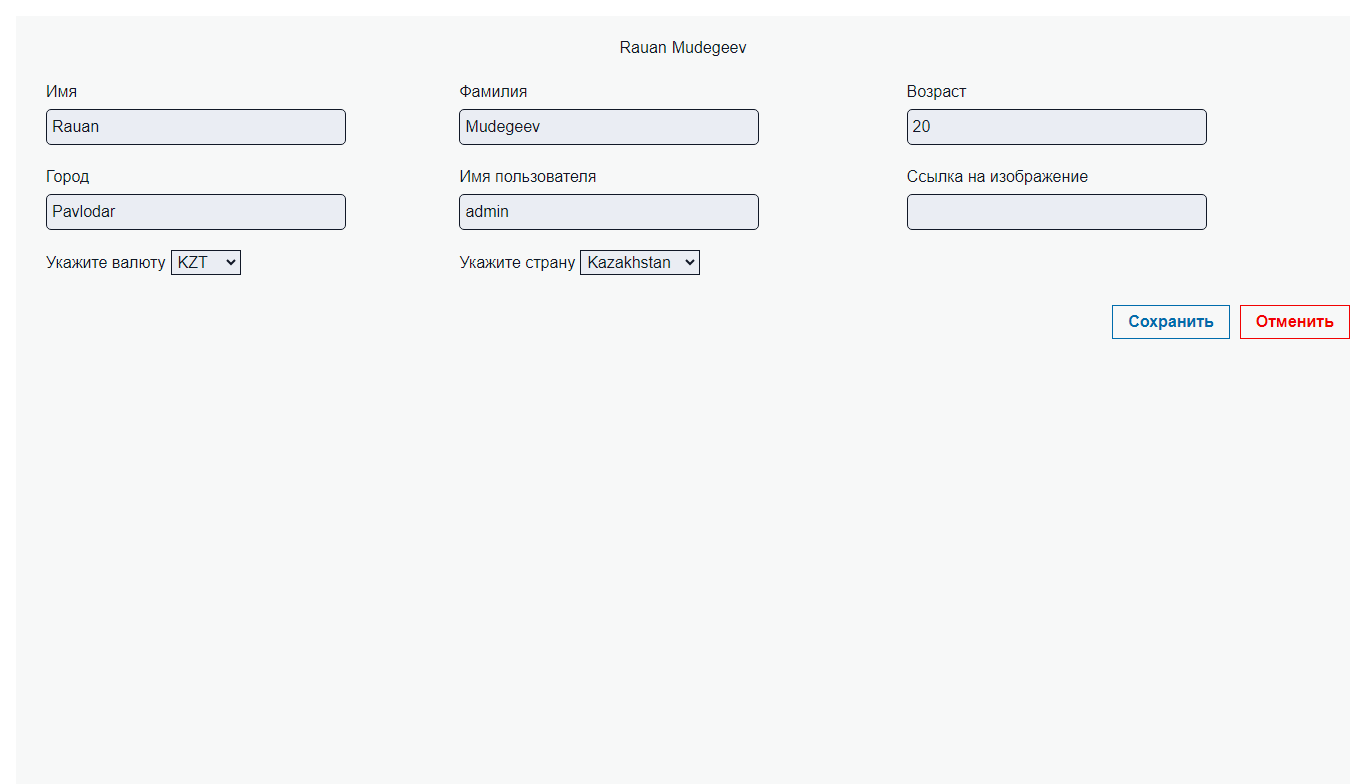 Rauan Mudegeev
Имя Фамилия Возраст
Rauan Mudegeev 20
Город Имя пользователя Ссылка на изображение
Pavlodar admin
Укажите валюту KZT Укажите страну Kazakhstan
Сохранить Отменить